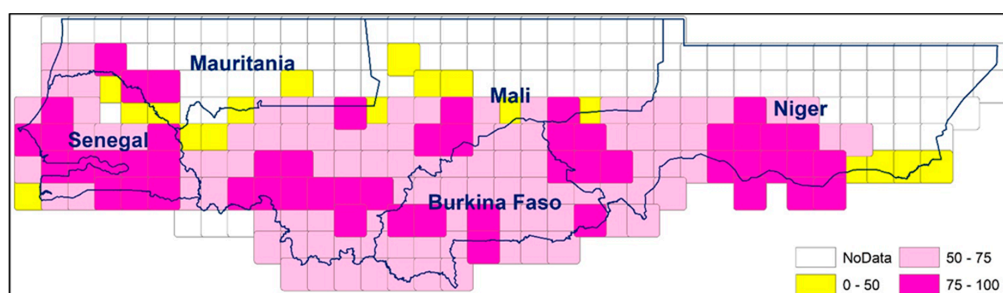 Mauritania
Mali
Niger
Senegal
Burkina Faso
NoData
50 - 75
0 - 50
75 - 100